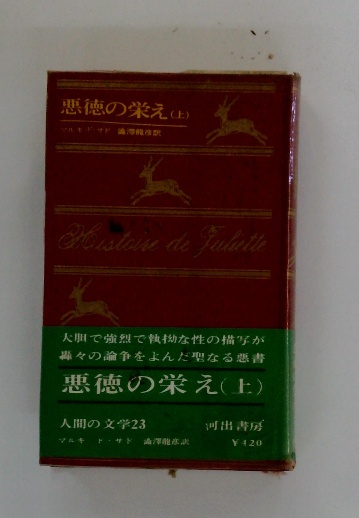 悪徳の栄え(上)
マルキ・ド・サド 澁澤龍彦訳
Histoire de Juliette
大胆で強烈で執拗な性の描写が
轟々の論争をよんだ聖なる悪書
悪徳の栄え(上)
人間の文学23 河出書房
マルキ・ド・サド 澁澤龍彦訳 ¥420